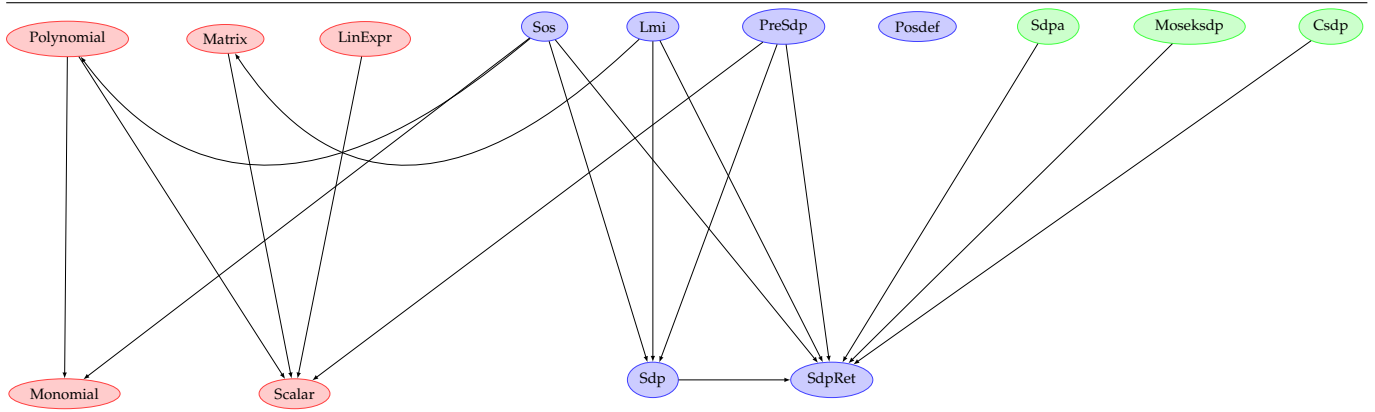 Polynomial
Matrix
LinExpr
Sos
Lmi
PreSdp
Posdef
Sdpa
Moseksdp
Csdp
Monomial
Scalar
Sdp
SdpRet